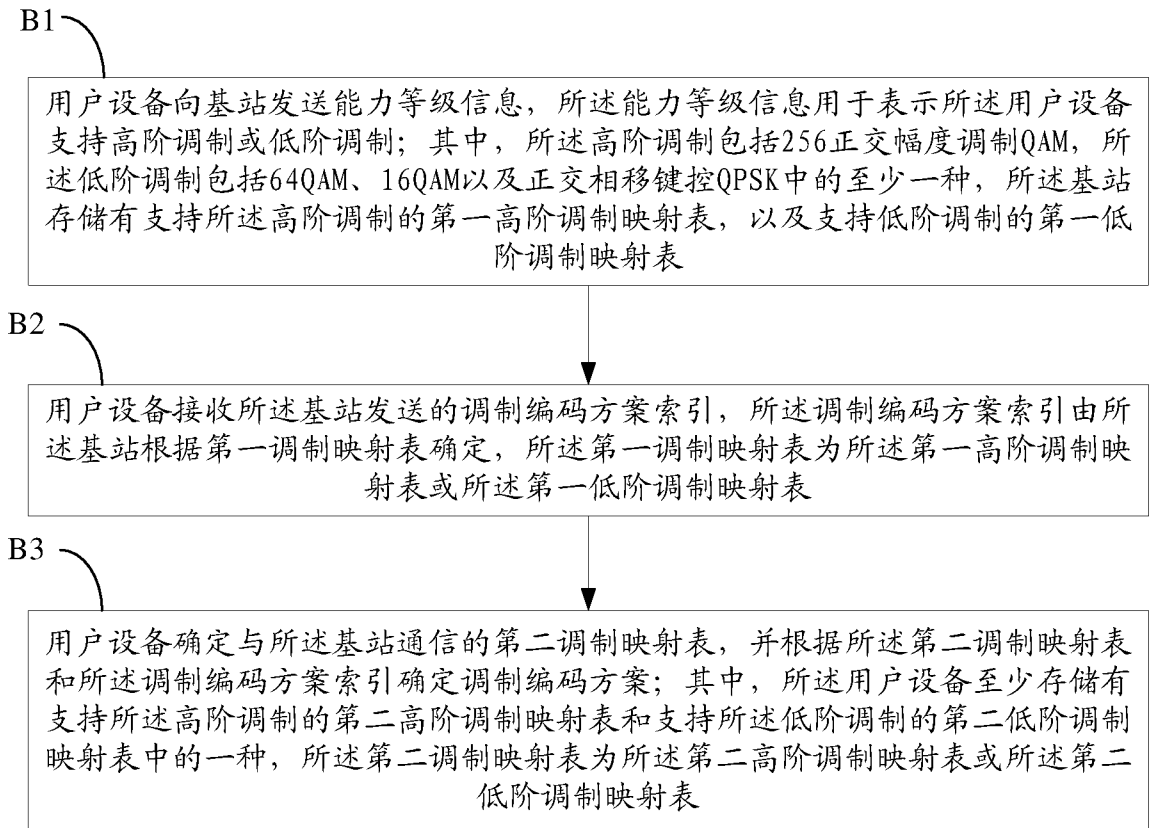 B1
用户设备向基站发送能力等级信息，所述能力等级信息用于表示所述用户设备
支持高阶调制或低阶调制；其中，所述高阶调制包括256正交幅度调制QAM，所
述低阶调制包括64QAM、16QAM以及正交相移键控QPSK中的至少一种，所述基站
存储有支持所述高阶调制的第一高阶调制映射表，以及支持低阶调制的第一低
阶调制映射表
B2
用户设备接收所述基站发送的调制编码方案索引，所述调制编码方案索引由所
述基站根据第一调制映射表确定，所述第一调制映射表为所述第一高阶调制映
射表或所述第一低阶调制映射表
B3
用户设备确定与所述基站通信的第二调制映射表，并根据所述第二调制映射表
和所述调制编码方案索引确定调制编码方案；其中，所述用户设备至少存储有
支持所述高阶调制的第二高阶调制映射表和支持所述低阶调制的第二低阶调制
映射表中的一种，所述第二调制映射表为所述第二高阶调制映射表或所述第二
低阶调制映射表